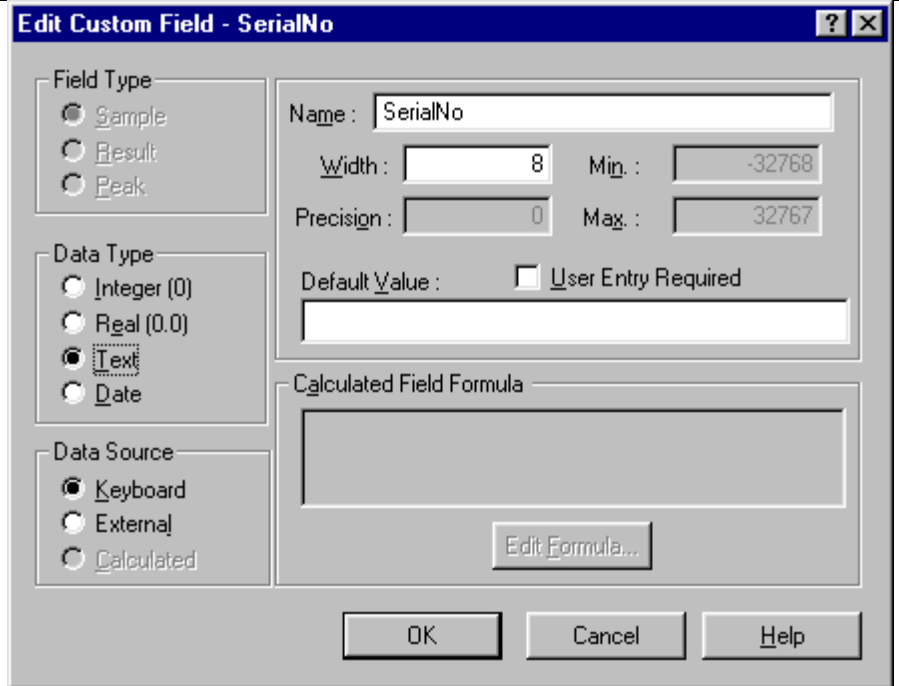 Edit Custom Field - SerialNo
Field Type
Sample
Result
Peak
Name :
SerialNo
Width :
8
Min. :
-32768
Precision :
0
Max. :
32767
Data Type
Integer (0)
Real (0.0)
Text
Date
Default Value :
User Entry Required
Calculated Field Formula
Data Source
Keyboard
External
Calculated
Edit Formula...
OK
Cancel
Help